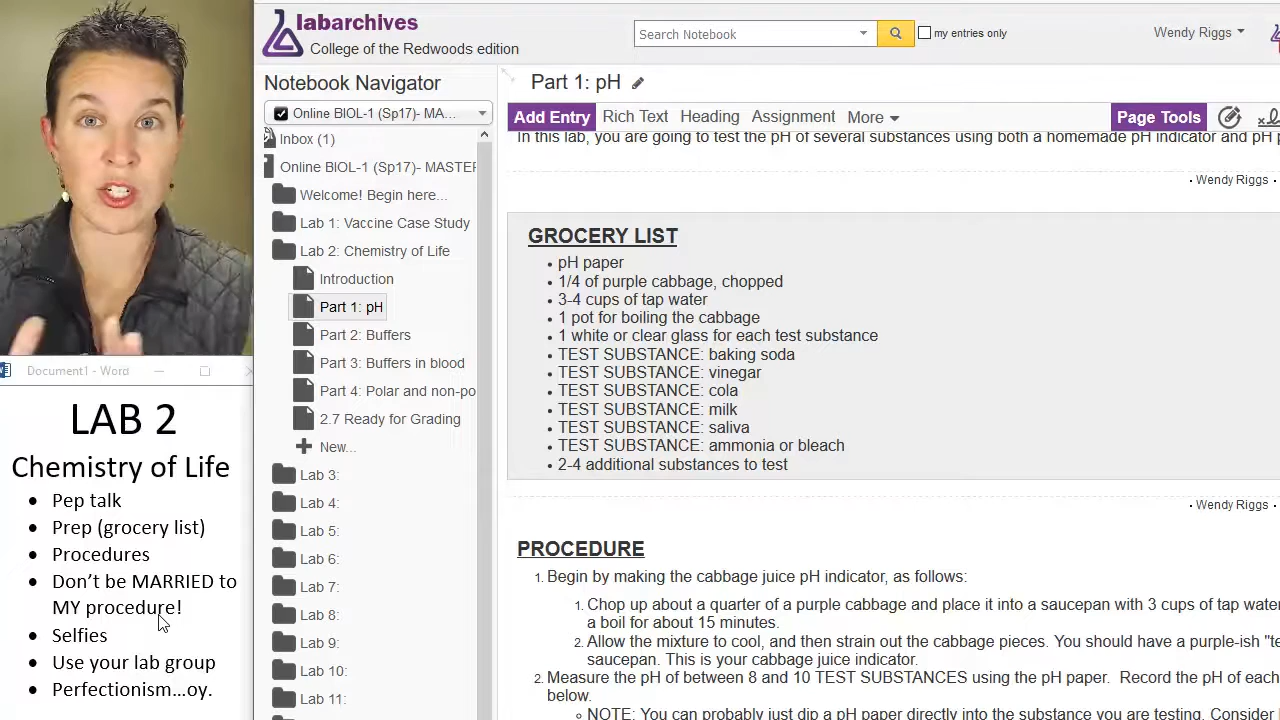 labarchives
College of the Redwoods edition
Search Notebook
my entries only
Wendy Riggs
Notebook Navigator
Online BIOL-1 (Sp17)- MA...
Inbox (1)
Online BIOL-1 (Sp17)- MASTER
Welcome! Begin here...
Lab 1: Vaccine Case Study
Lab 2: Chemistry of Life
Introduction
Part 1: pH
Part 2: Buffers
Part 3: Buffers in blood
Part 4: Polar and non-po
2.7 Ready for Grading
New...
Lab 3:
Lab 4:
Lab 5:
Lab 6:
Lab 7:
Lab 8:
Lab 9:
Lab 10:
Lab 11:
Part 1: pH
Add Entry Rich Text Heading Assignment More Page Tools
In this lab, you are going to test the pH of several substances using both a homemade pH indicator and pH
• Wendy Riggs
GROCERY LIST
• pH paper
• 1/4 of purple cabbage, chopped
• 3-4 cups of tap water
• 1 pot for boiling the cabbage
• 1 white or clear glass for each test substance
• TEST SUBSTANCE: baking soda
• TEST SUBSTANCE: vinegar
• TEST SUBSTANCE: cola
• TEST SUBSTANCE: milk
• TEST SUBSTANCE: saliva
• TEST SUBSTANCE: ammonia or bleach
• 2-4 additional substances to test
• Wendy Riggs
PROCEDURE
1. Begin by making the cabbage juice pH indicator, as follows:
1. Chop up about a quarter of a purple cabbage and place it into a saucepan with 3 cups of tap water
a boil for about 15 minutes.
2. Allow the mixture to cool, and then strain out the cabbage pieces. You should have a purple-ish "te
saucepan. This is your cabbage juice indicator.
2. Measure the pH of between 8 and 10 TEST SUBSTANCES using the pH paper. Record the pH of each
below.
NOTE: You can probably just dip a pH paper directly into the substance you are testing. Consider
Document1 - Word
LAB 2
Chemistry of Life
• Pep talk
• Prep (grocery list)
• Procedures
• Don't be MARRIED to
MY procedure!
• Selfies
• Use your lab group
• Perfectionism…oy.